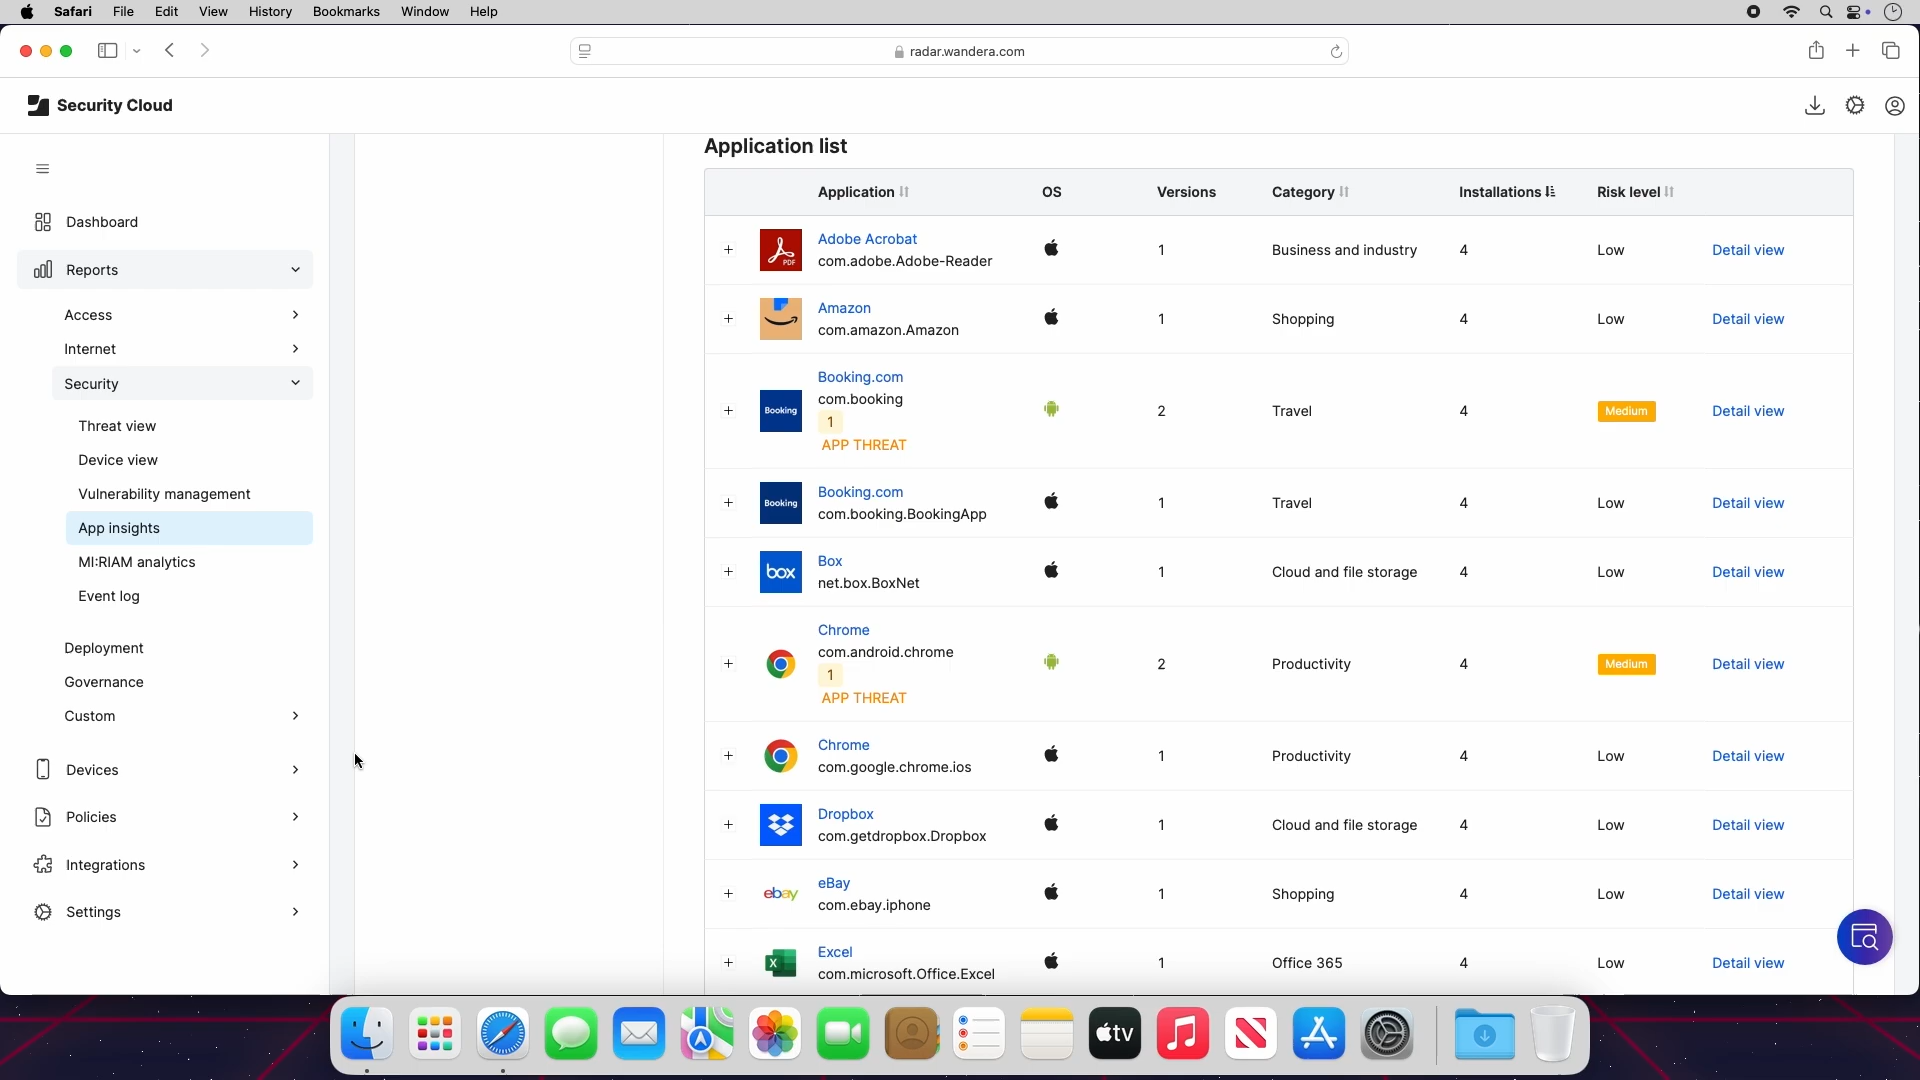 Safari File Edit View History Bookmarks Window Help
radar.wandera.com
Security Cloud
Dashboard
Reports
Access
Internet
Security
Threat view
Device view
Vulnerability management
App insights
MI:RIAM analytics
Event log
Deployment
Governance
Custom
Devices
Policies
Integrations
Settings
Application list
Application OS Versions Category Installations Risk level
PDF
Adobe Acrobat
com.adobe.Adobe-Reader
1 Business and industry 4 Low Detail view
Amazon
com.amazon.Amazon
1 Shopping 4 Low Detail view
Booking.com
com.booking
Booking
1
APP THREAT
2 Travel 4 Medium Detail view
Booking.com
Booking
com.booking.BookingApp
1 Travel 4 Low Detail view
Box
box
net.box.BoxNet
1 Cloud and file storage 4 Low Detail view
Chrome
com.android.chrome
1
APP THREAT
2 Productivity 4 Medium Detail view
Chrome
com.google.chrome.ios
1 Productivity 4 Low Detail view
Dropbox
com.getdropbox.Dropbox
1 Cloud and file storage 4 Low Detail view
eBay
ebay
com.ebay.iphone
1 Shopping 4 Low Detail view
Excel
X
com.microsoft.Office.Excel
1 Office 365 4 Low Detail view
tv